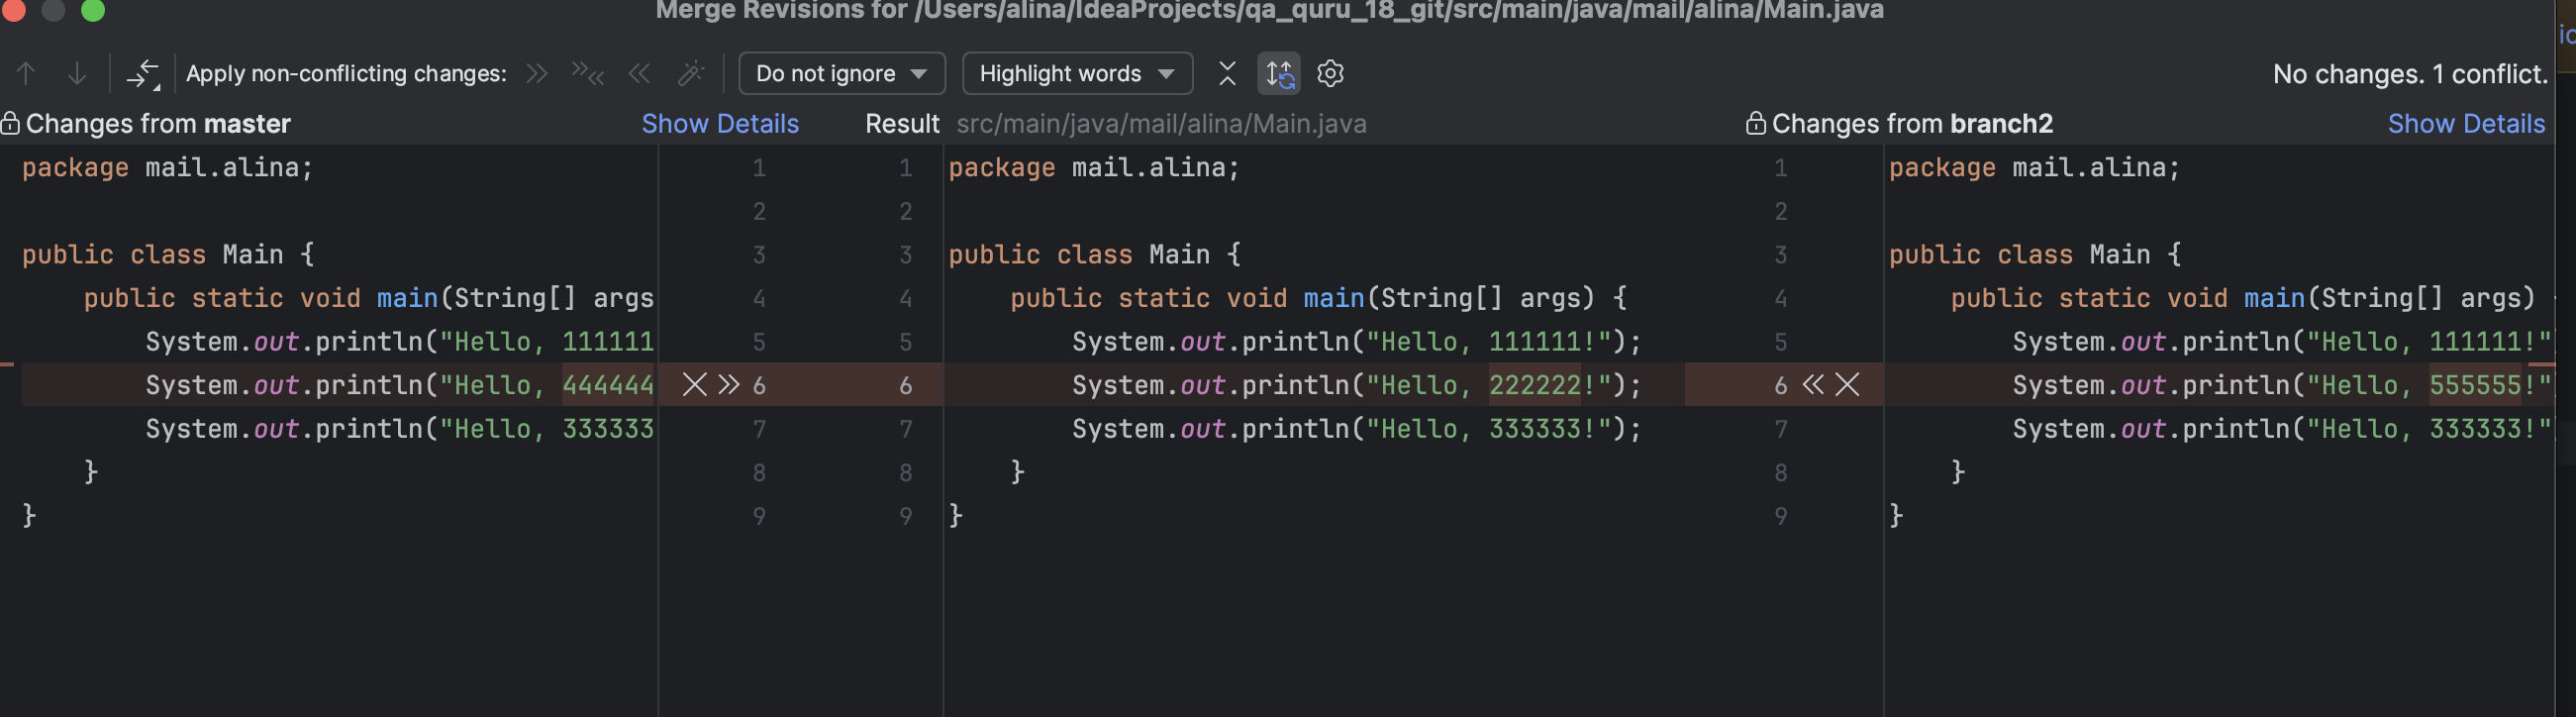 Merge Revisions for /Users/alina/IdeaProjects/qa_quru_18_git/src/main/java/mail/alina/Main.java
Apply non-conflicting changes: Do not ignore Highlight words No changes. 1 conflict.
Changes from master Show Details Result src/main/java/mail/alina/Main.java Changes from branch2 Show Details
package mail.alina; 1 1 package mail.alina; 1 package mail.alina;
2 2 2
public class Main { 3 3 public class Main { 3 public class Main {
public static void main(String[] args 4 4 public static void main(String[] args) { 4 public static void main(String[] args)
System.out.println("Hello, 111111 5 5 System.out.println("Hello, 111111!"); 5 System.out.println("Hello, 111111!"
System.out.println("Hello, 444444 6 6 System.out.println("Hello, 222222!"); 6 System.out.println("Hello, 555555!"
System.out.println("Hello, 333333 7 7 System.out.println("Hello, 333333!"); 7 System.out.println("Hello, 333333!"
} 8 8 } 8 }
} 9 9 } 9 }